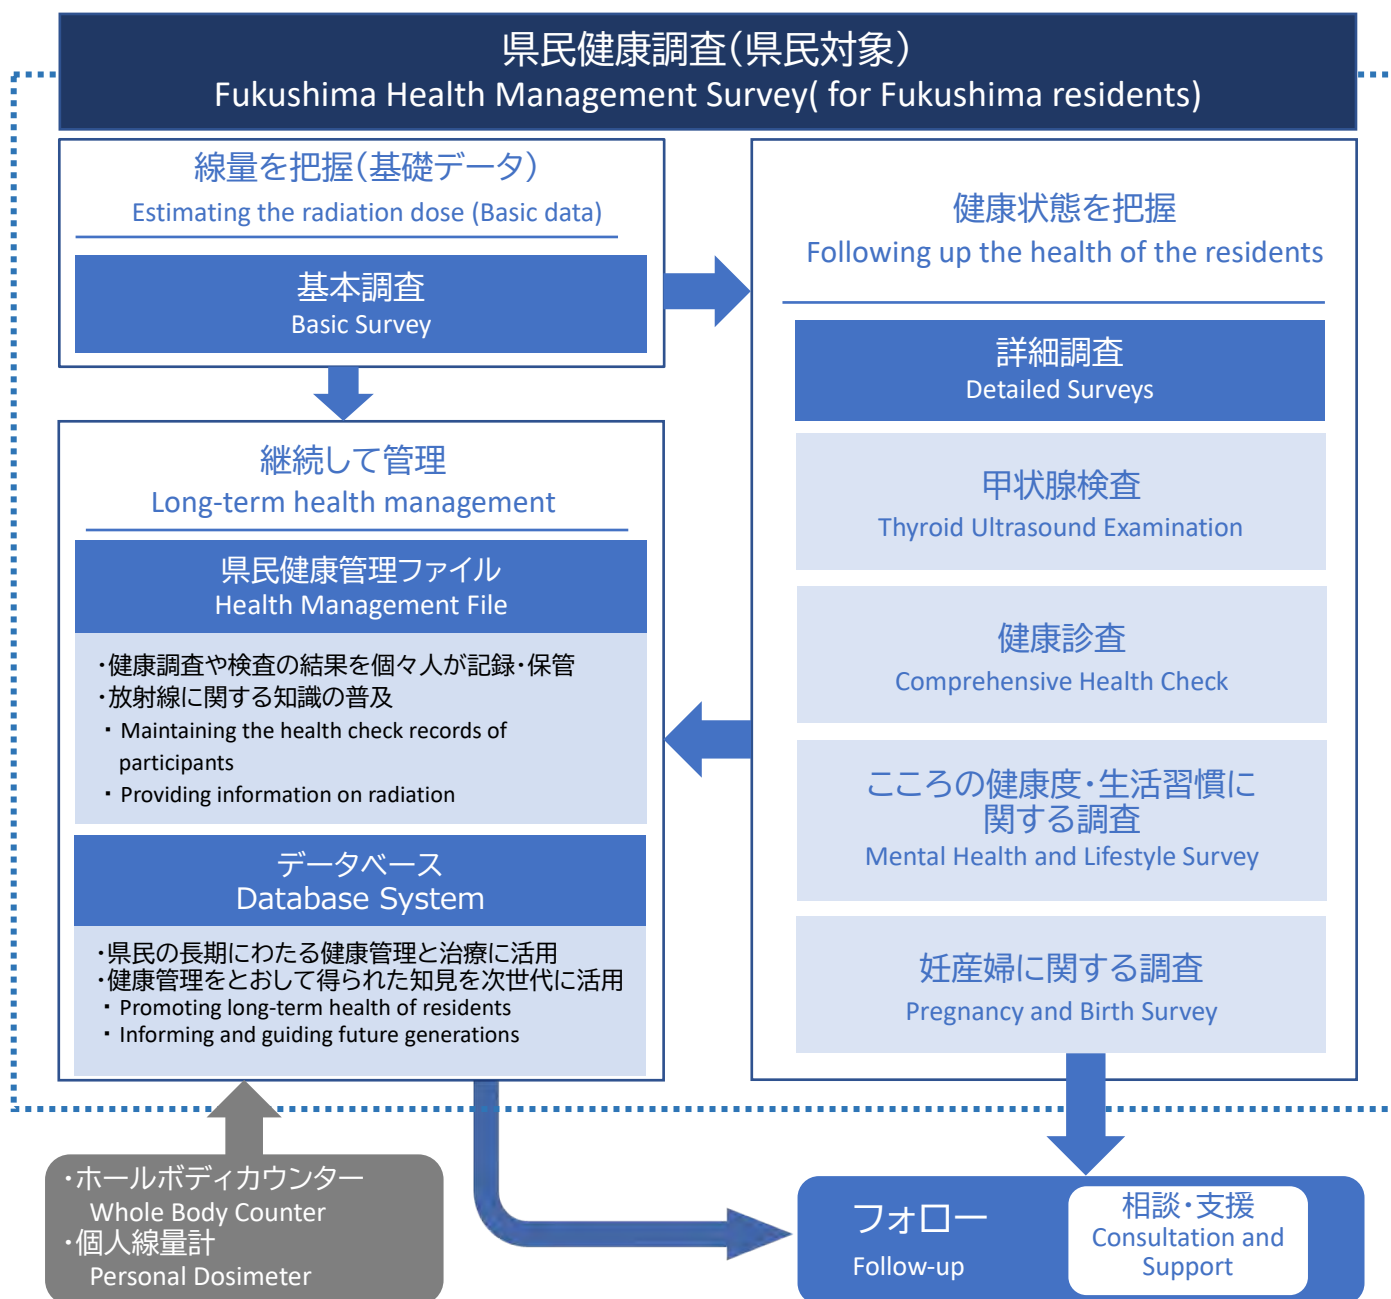 県民健康調査(県民対象)
Fukushima Health Management Survey( for Fukushima residents)
線量を把握(基礎データ)
Estimating the radiation dose (Basic data)
基本調査
Basic Survey
継続して管理
Long-term health management
県民健康管理ファイル
Health Management File
・健康調査や検査の結果を個々人が記録・保管
・放射線に関する知識の普及
・ Maintaining the health check records of
participants
・ Providing information on radiation
データベース
Database System
・県民の長期にわたる健康管理と治療に活用
・健康管理をとおして得られた知見を次世代に活用
・ Promoting long-term health of residents
・ Informing and guiding future generations
健康状態を把握
Following up the health of the residents
詳細調査
Detailed Surveys
甲状腺検査
Thyroid Ultrasound Examination
健康診査
Comprehensive Health Check
こころの健康度・生活習慣に
関する調査
Mental Health and Lifestyle Survey
妊産婦に関する調査
Pregnancy and Birth Survey
・ホールボディカウンター
Whole Body Counter
・個人線量計
Personal Dosimeter
フォロー
Follow-up
相談・支援
Consultation and
Support